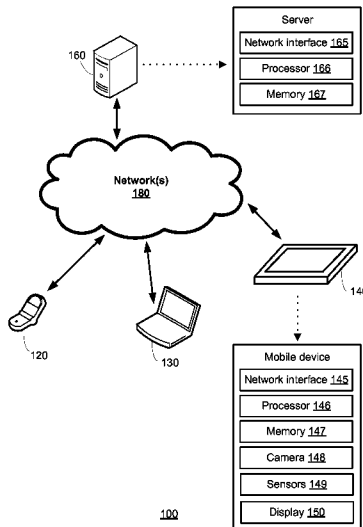 Server
Network interface 165
Processor 166
Memory 167
160
Network(s)
180
120
130
Mobile device
Network interface 145
Processor 146
Memory 147
Camera 148
Sensors 149
Display 150
100